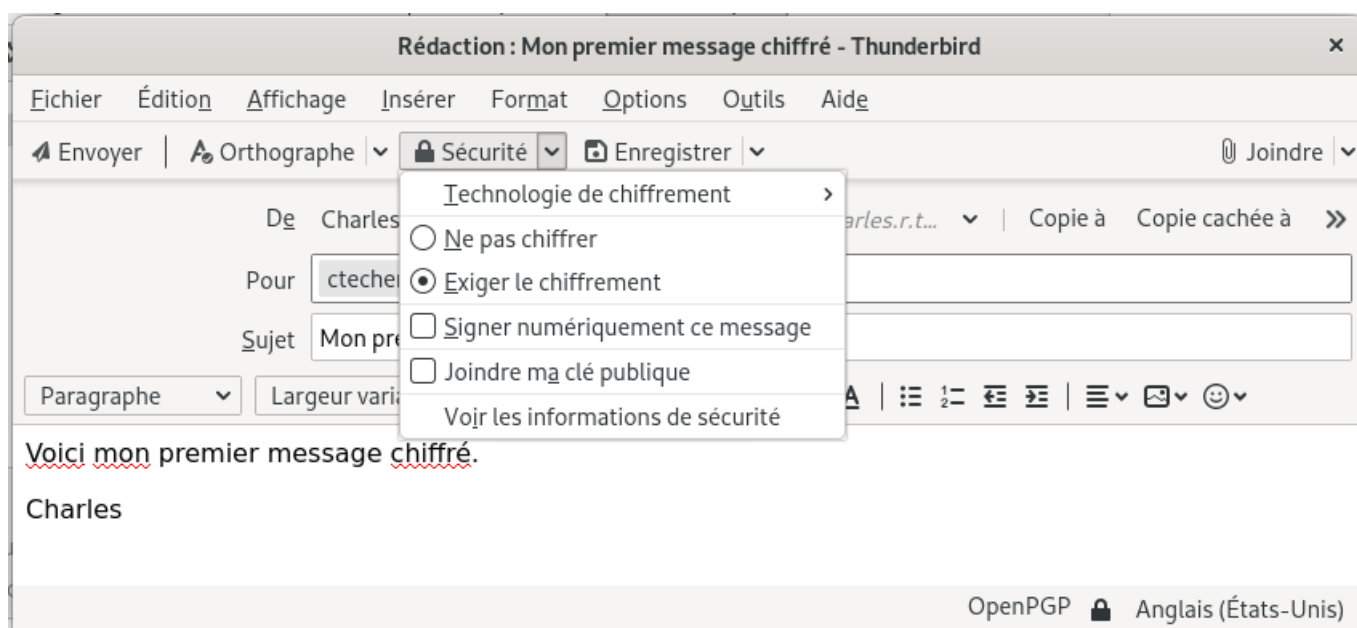 Rédaction : Mon premier message chiffré - Thunderbird ×
Fichier Édition Affichage Insérer Format Options Outils Aide
Envoyer Orthographe Sécurité Enregistrer Joindre
Technologie de chiffrement
De Charles arles.r.t... Copie à Copie cachée à »
Ne pas chiffrer
Pour ctecher
Exiger le chiffrement
Sujet Mon pre
Signer numériquement ce message
Joindre ma clé publique
Paragraphe Largeur varia
Voir les informations de sécurité
Voici mon premier message chiffré.
Charles
OpenPGP Anglais (États-Unis)